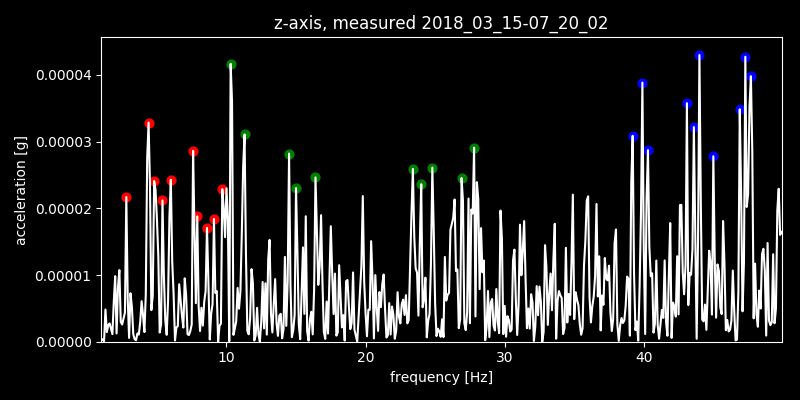 z-axis, measured 2018_03_15-07_20_02
acceleration [g]
0.00004
0.00003
0.00002
0.00001
0.00000
10 20 30 40
frequency [Hz]